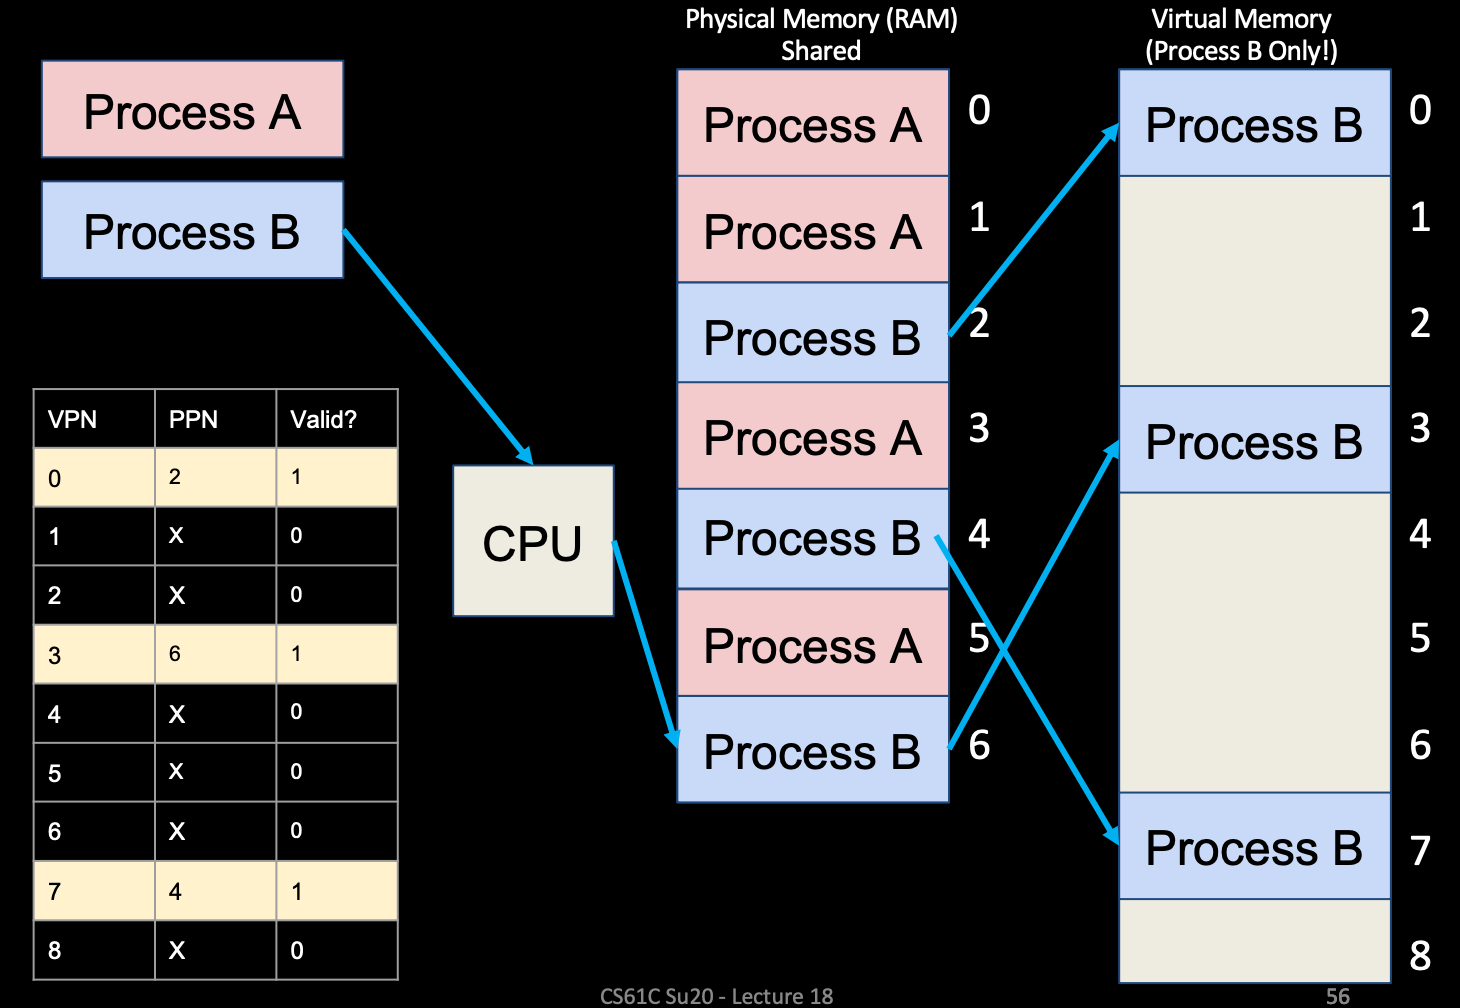 Physical Memory (RAM)
Shared
Virtual Memory
(Process B Only!)
Process A
Process B
VPN PPN Valid?
0 2 1
1 X 0
2 X 0
3 6 1
4 X 0
5 X 0
6 X 0
7 4 1
8 X 0
CPU
Process A 0
Process A 1
Process B 2
Process A 3
Process B 4
Process A 5
Process B 6
Process B 0
1
2
Process B 3
4
5
6
Process B 7
8
CS61C Su20 - Lecture 18
56